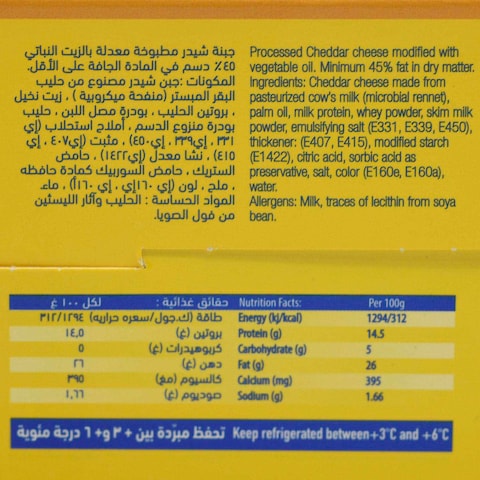 جبنة شيدر مطبوخة معدلة بالزيت النباتي
٤٥٪ دسم في المادة الجافة على الأقل.
المكونات: جبن شيدر مصنوع من حليب
البقر المبستر (منفحة ميكروبية) ، زيت نخيل
، بروتين الحليب ، بودرة مصل اللبن ، حليب
بودرة منزوع الدسم ، أملاح استحلاب (إي
٣٣١، إي٣٣٩، إي٤٥٠) ، مثبت (إي٤٠٧، إي
٤١٥) ، نشا معدل (إي١٤٢٢) ، حامض
الستريك ، حامض السوربيك كمادة حافظه
، ملح ، لون (إي ١٦٠إي ، إي ١٦٠أ) ، ماء.
المواد الحساسة : الحليب وآثار الليستين
من فول الصويا.
Processed Cheddar cheese modified with
vegetable oil. Minimum 45% fat in dry matter.
Ingredients: Cheddar cheese made from
pasteurized cow's milk (microbial rennet),
palm oil, milk protein, whey powder, skim milk
powder, emulsifying salt (E331, E339, E450),
thickener: (E407, E415), modified starch
(E1422), citric acid, sorbic acid as
preservative, salt, color (E160e, E160a),
water.
Allergens: Milk, traces of lecithin from soya
bean.
حقائق غذائية : لكل ١٠٠ غ Nutrition Facts: Per 100g
طاقة (ك.جول/سعره حراريه) ٣١٢/١٢٩٤ Energy (kj/kcal) 1294/312
بروتين (غ) ١٤,٥ Protein (g) 14.5
كربوهيدرات (غ) ٥ Carbohydrate (g) 5
دهن (غ) ٢٦ Fat (g) 26
كالسيوم (مغ) ٣٩٥ Calcium (mg) 395
صوديوم (غ) ١,٦٦ Sodium (g) 1.66
تحفظ مبرّدة بين + ٣ و+ ٦ درجة مئوية Keep refrigerated between+3°C and +6°C